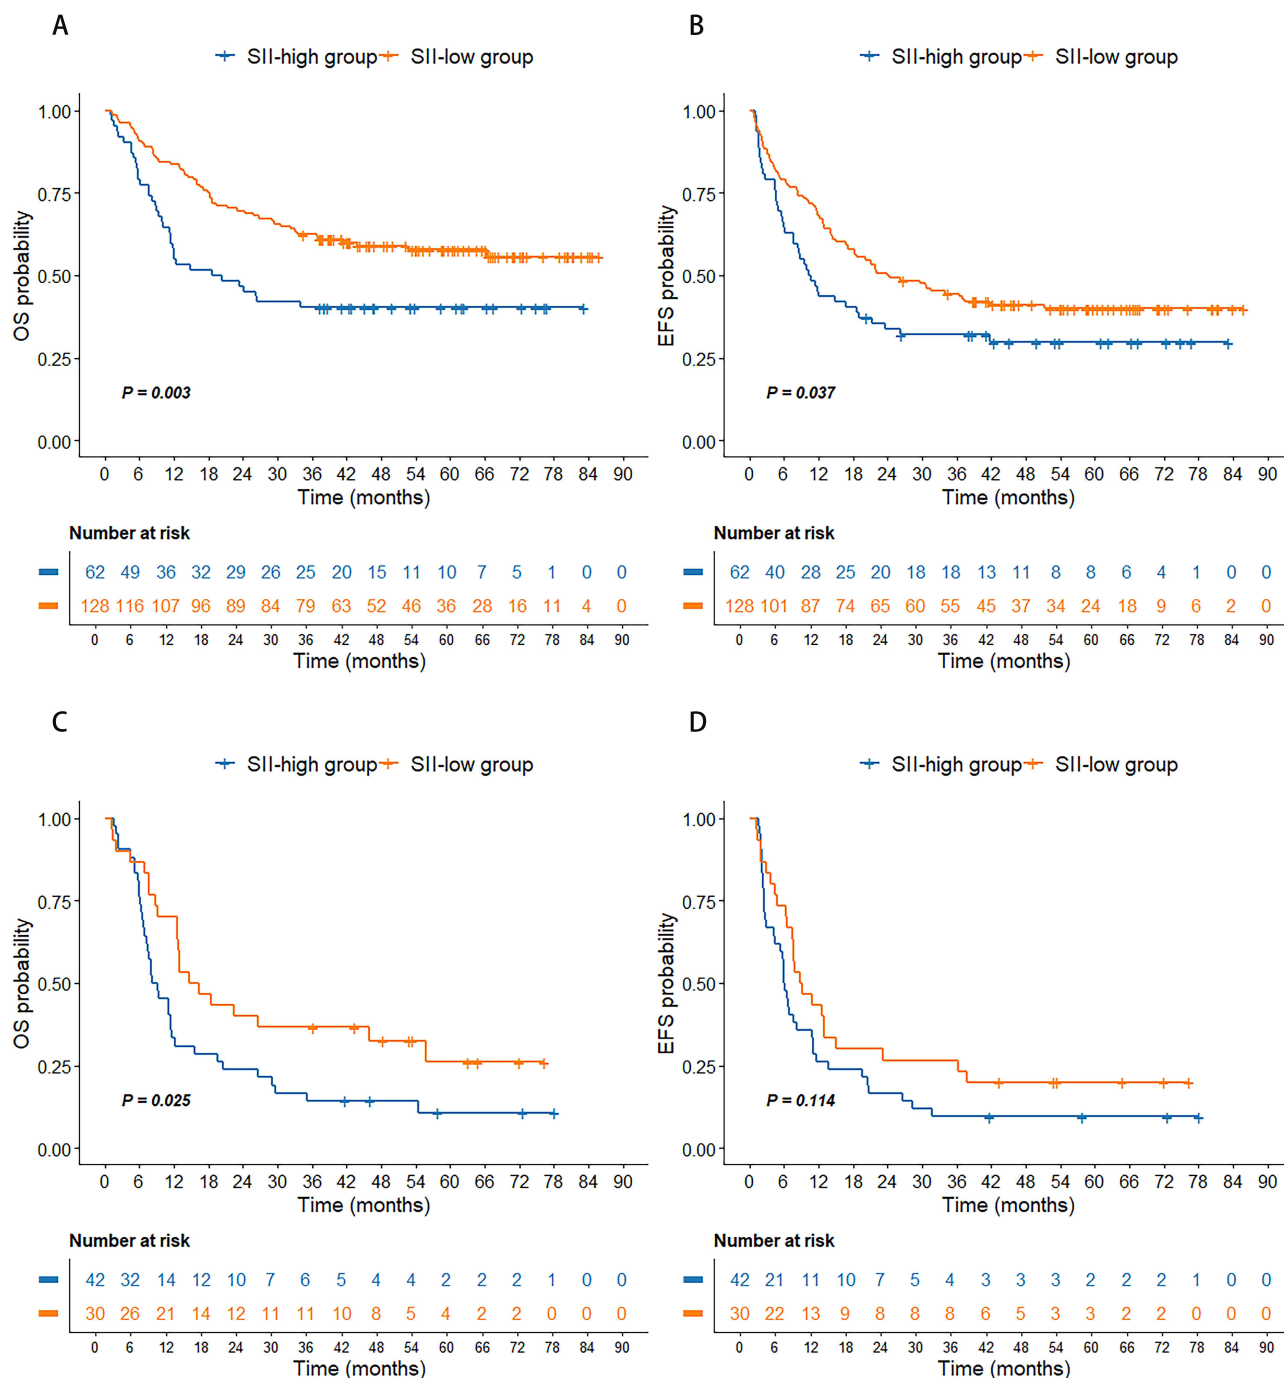 A
SII-high group SII-low group
1.00
0.75
0.50
0.25
0.00
OS probability
P = 0.003
0 6 12 18 24 30 36 42 48 54 60 66 72 78 84 90
Time (months)
Number at risk
62 49 36 32 29 26 25 20 15 11 10 7 5 1 0 0
128 116 107 96 89 84 79 63 52 46 36 28 16 11 4 0
0 6 12 18 24 30 36 42 48 54 60 66 72 78 84 90
Time (months)
B
SII-high group SII-low group
1.00
0.75
0.50
0.25
0.00
EFS probability
P = 0.037
0 6 12 18 24 30 36 42 48 54 60 66 72 78 84 90
Time (months)
Number at risk
62 40 28 25 20 18 18 13 11 8 8 6 4 1 0 0
128 101 87 74 65 60 55 45 37 34 24 18 9 6 2 0
0 6 12 18 24 30 36 42 48 54 60 66 72 78 84 90
Time (months)
C
SII-high group SII-low group
1.00
0.75
0.50
0.25
0.00
OS probability
P = 0.025
0 6 12 18 24 30 36 42 48 54 60 66 72 78 84 90
Time (months)
Number at risk
42 32 14 12 10 7 6 5 4 4 2 2 2 1 0 0
30 26 21 14 12 11 11 10 8 5 4 2 2 0 0 0
0 6 12 18 24 30 36 42 48 54 60 66 72 78 84 90
Time (months)
D
SII-high group SII-low group
1.00
0.75
0.50
0.25
0.00
EFS probability
P = 0.114
0 6 12 18 24 30 36 42 48 54 60 66 72 78 84 90
Time (months)
Number at risk
42 21 11 10 7 5 4 3 3 3 2 2 2 1 0 0
30 22 13 9 8 8 8 6 5 3 3 2 2 0 0 0
0 6 12 18 24 30 36 42 48 54 60 66 72 78 84 90
Time (months)